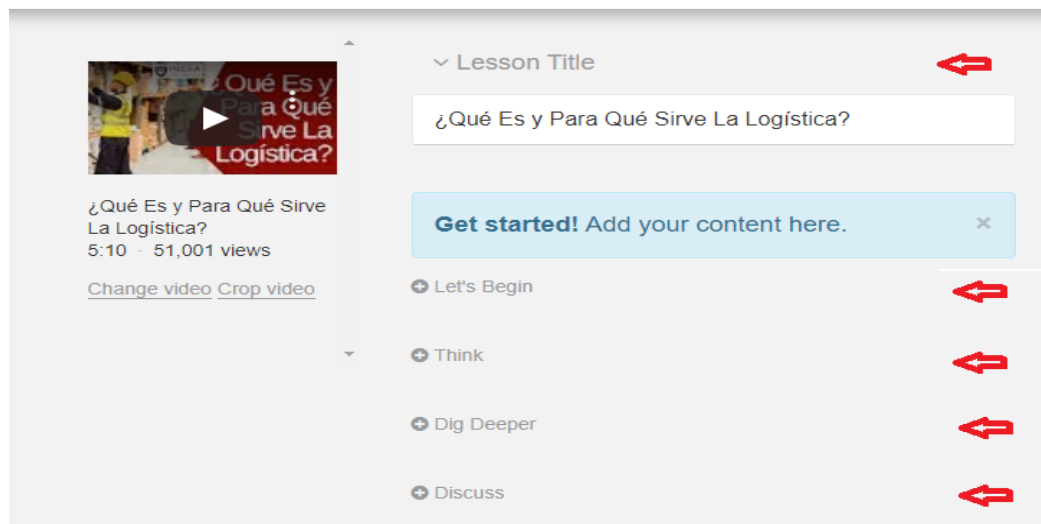 Lesson Title
¿Qué Es y Para Qué Sirve La Logística?
INCEA
¿Qué Es y
Para Qué
Sirve La
Logística?
¿Qué Es y Para Qué Sirve
La Logística?
5:10 · 51,001 views
Change video Crop video
Get started! Add your content here. ×
Let's Begin
Think
Dig Deeper
Discuss